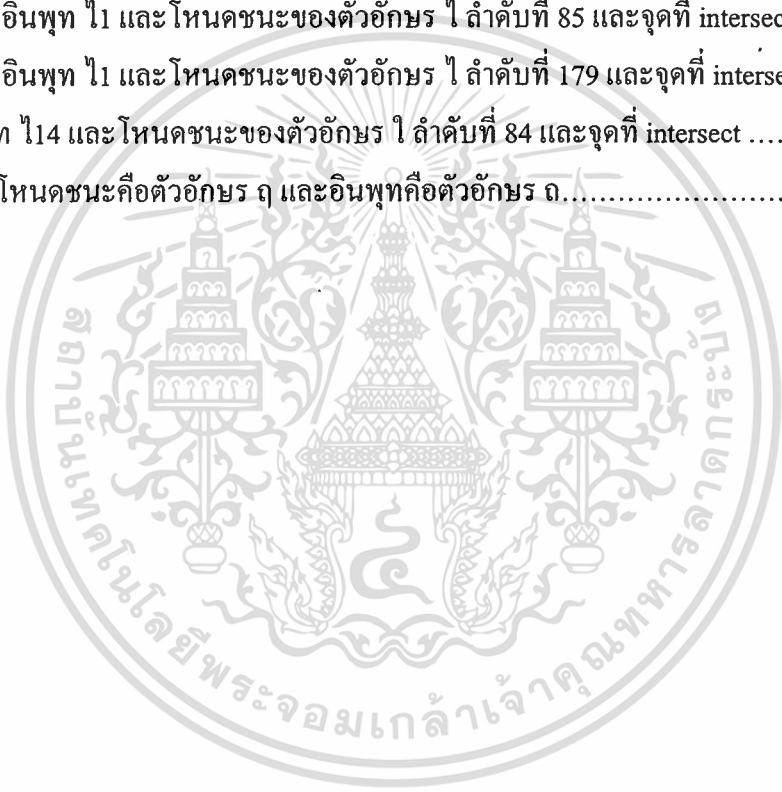 อินพุท ไ1 และโหนดชนะของตัวอักษร ไ ลำดับที่ 85 และจุดที่ intersec
อินพุท ไ1 และโหนดชนะของตัวอักษร ไ ลำดับที่ 179 และจุดที่ interse
ไ14 และโหนดชนะของตัวอักษร ใ ลำดับที่ 84 และจุดที่ intersect ....
โหนดชนะคือตัวอักษร ฤ และอินพุทคือตัวอักษร ถ........................
สถาบันเทคโนโลยีพระจอมเกล้าเจ้าคุณทหารลาดกระบัง